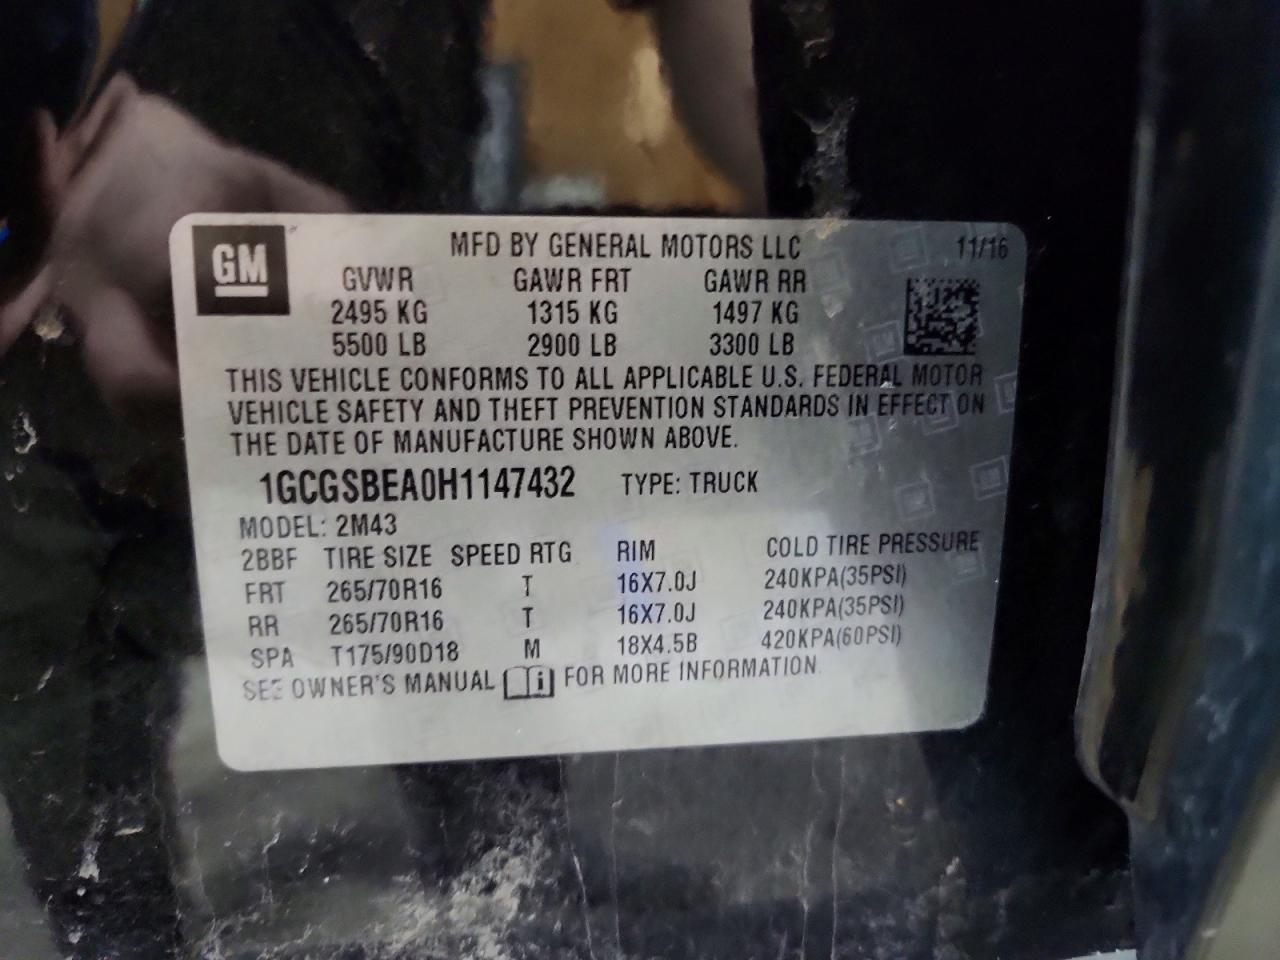 GM MFD BY GENERAL MOTORS LLC 11/16
GVWR GAWR FRT GAWR RR
2495 KG 1315 KG 1497 KG
5500 LB 2900 LB 3300 LB
THIS VEHICLE CONFORMS TO ALL APPLICABLE U.S. FEDERAL MOTOR
VEHICLE SAFETY AND THEFT PREVENTION STANDARDS IN EFFECT ON
THE DATE OF MANUFACTURE SHOWN ABOVE.
1GCGSBEA0H1147432 TYPE: TRUCK
MODEL: 2M43
2BBF TIRE SIZE SPEED RTG RIM COLD TIRE PRESSURE
FRT 265/70R16 T 16X7.0J 240KPA(35PSI)
RR 265/70R16 T 16X7.0J 240KPA(35PSI)
SPA T175/90D18 M 18X4.5B 420KPA(60PSI)
SEE OWNER'S MANUAL i FOR MORE INFORMATION.